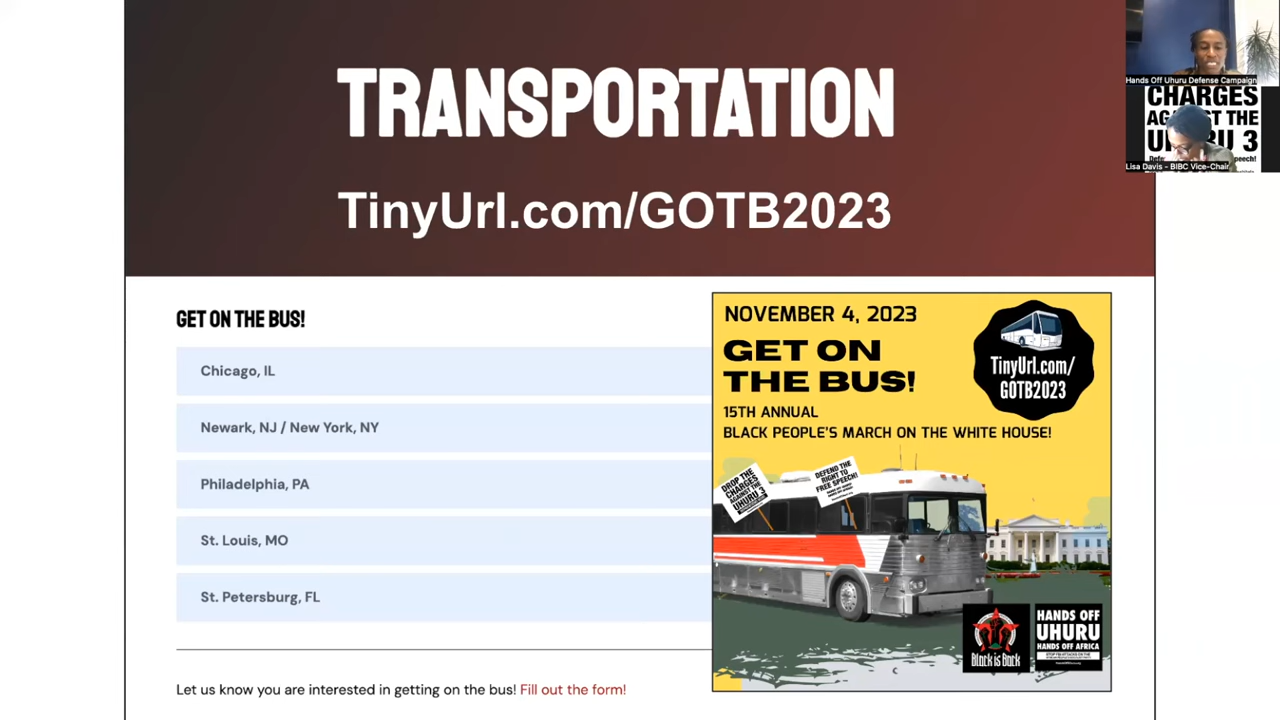 TRANSPORTATION
TinyUrl.com/GOTB2023
GET ON THE BUS!
Chicago, IL
Newark, NJ / New York, NY
Philadelphia, PA
St. Louis, MO
St. Petersburg, FL
Let us know you are interested in getting on the bus! Fill out the form!
NOVEMBER 4, 2023
GET ON
THE BUS!
15TH ANNUAL
BLACK PEOPLE'S MARCH ON THE WHITE HOUSE!
TinyUrl.com/
GOTB2023
DROP THE
CHARGES
AGAINST THE
UHURU 3
DEFEND THE
RIGHT TO
FREE SPEECH!
Black is Back
HANDS OFF
UHURU
HANDS OFF AFRICA
Hands Off Uhuru Defense Campaign
CHARGES
THE
3
Lisa Davis - BIBC Vice-Chair